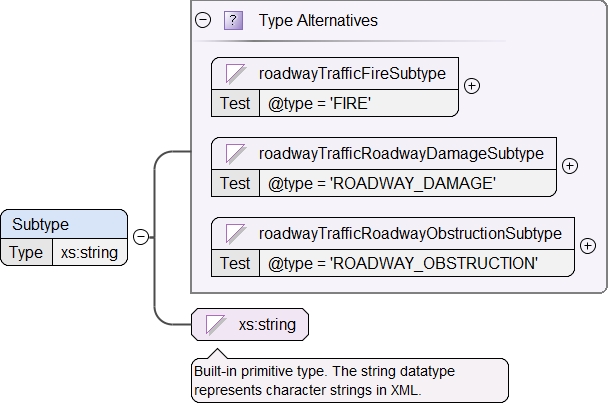 ? Type Alternatives
roadwayTrafficFireSubtype
Test @type = 'FIRE'
roadwayTrafficRoadwayDamageSubtype
Test @type = 'ROADWAY_DAMAGE'
Subtype
Type xs:string
roadwayTrafficRoadwayObstructionSubtype
Test @type = 'ROADWAY_OBSTRUCTION'
xs:string
Built-in primitive type. The string datatype
represents character strings in XML.